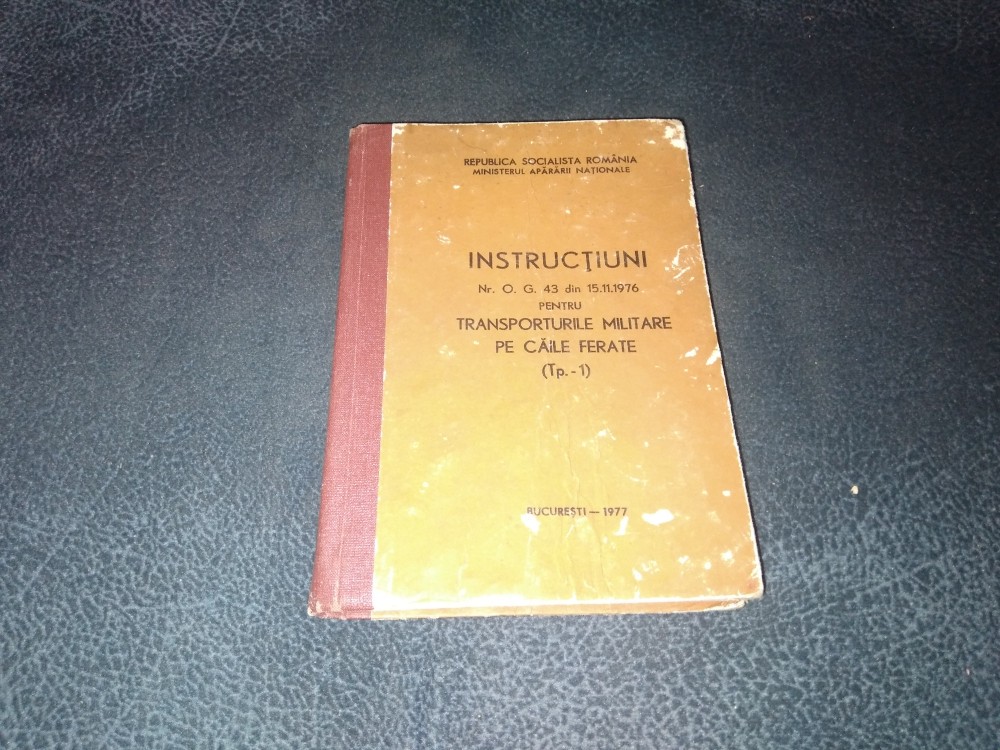 REPUBLICA SOCIALISTA ROMÂNIA
MINISTERUL APĂRĂRII NAȚIONALE
INSTRUCŢIUNI
Nr. O. G. 43 din 15.11.1976
PENTRU
TRANSPORTURILE MILITARE
PE CĂILE FERATE
(Tp. - 1)
BUCUREȘTI — 1977